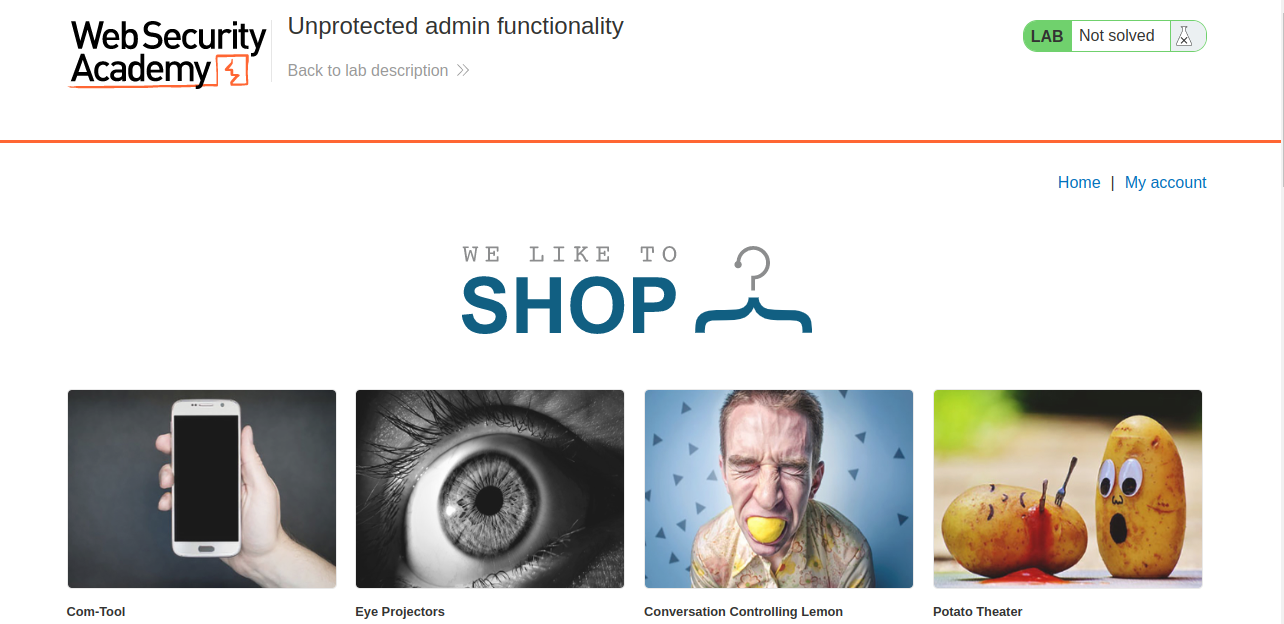 Web Security
Academy
Unprotected admin functionality
Back to lab description
LAB Not solved
Home | My account
WE LIKE TO
SHOP
Com-Tool
Eye Projectors
Conversation Controlling Lemon
Potato Theater